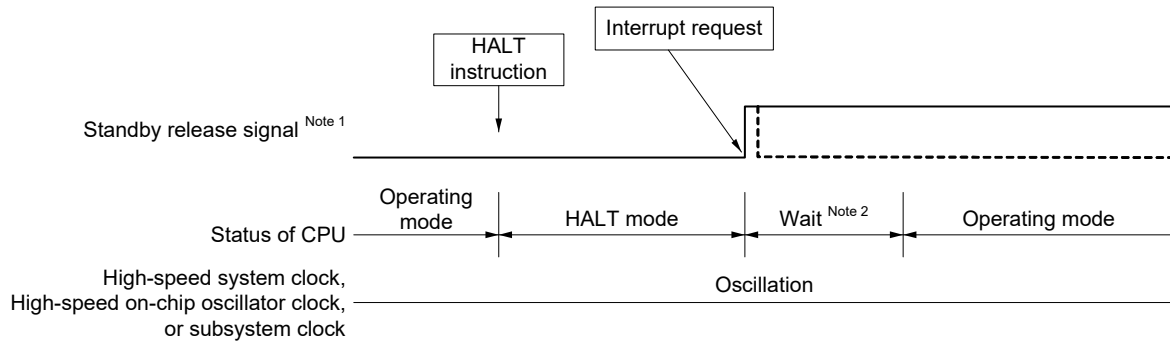 HALT
instruction
Interrupt request
Standby release signal Note 1
Operating
mode
HALT mode
Wait Note 2
Operating mode
Status of CPU
High-speed system clock,
High-speed on-chip oscillator clock,
or subsystem clock
Oscillation